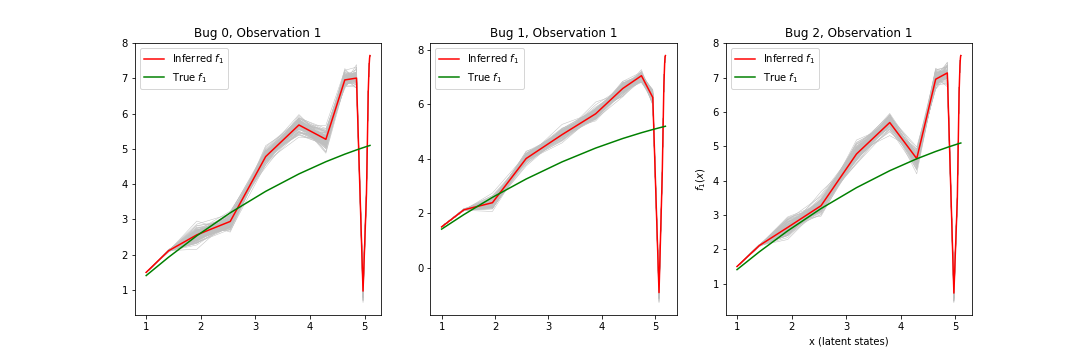 Bug 0, Observation 1
Inferred f₁
True f₁
8
7
6
5
4
3
2
1
1 2 3 4 5
Bug 1, Observation 1
Inferred f₁
True f₁
8
6
4
2
0
1 2 3 4 5
Bug 2, Observation 1
Inferred f₁
True f₁
f₁(x)
8
7
6
5
4
3
2
1
1 2 3 4 5
x (latent states)